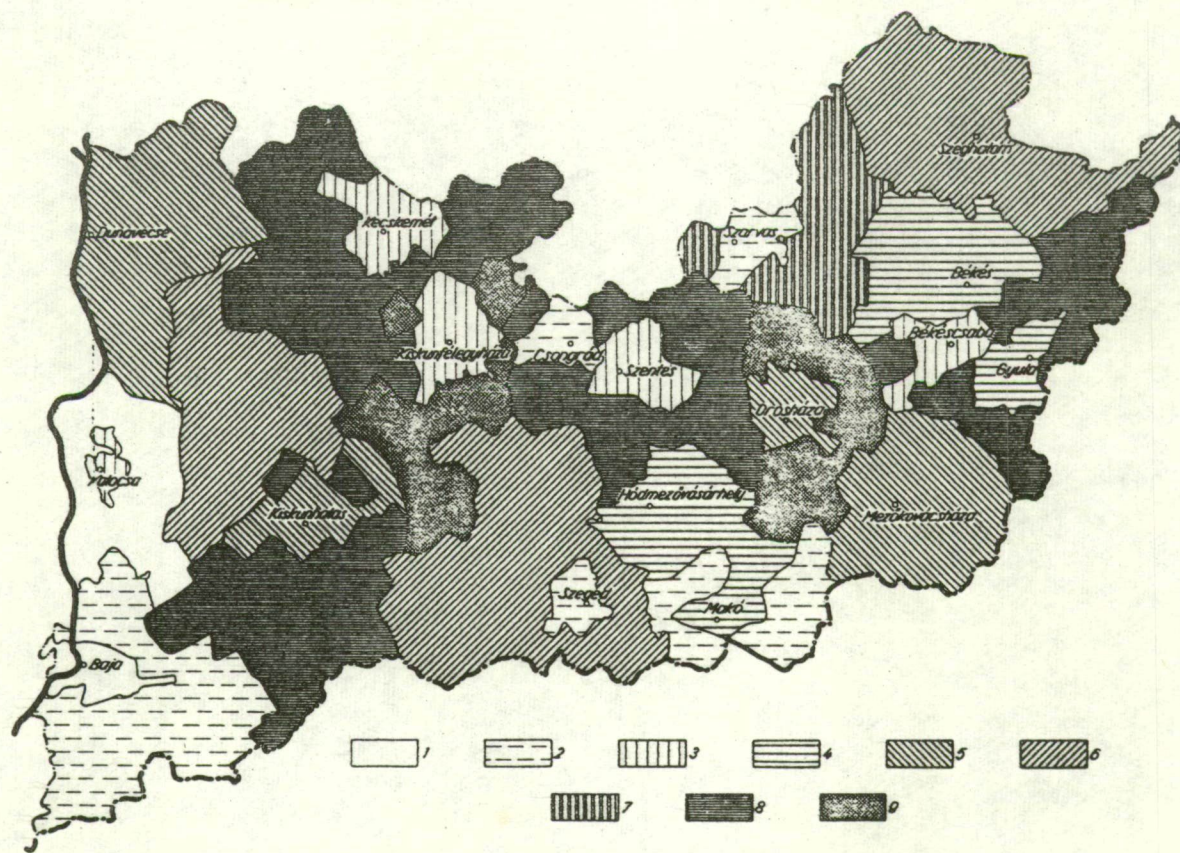 Szeghalom
Dunavecse
Kecskemét
Szarvas
Békés
Kiskunfélegyháza
Csongrád
Szentes
Békéscsaba
Gyula
Orosháza
Kalocsa
Kiskunhalas
Hódmezővásárhely
Mezőkovácsháza
Szeged
Makó
Baja
1 2 3 4 5 6
7 8 9